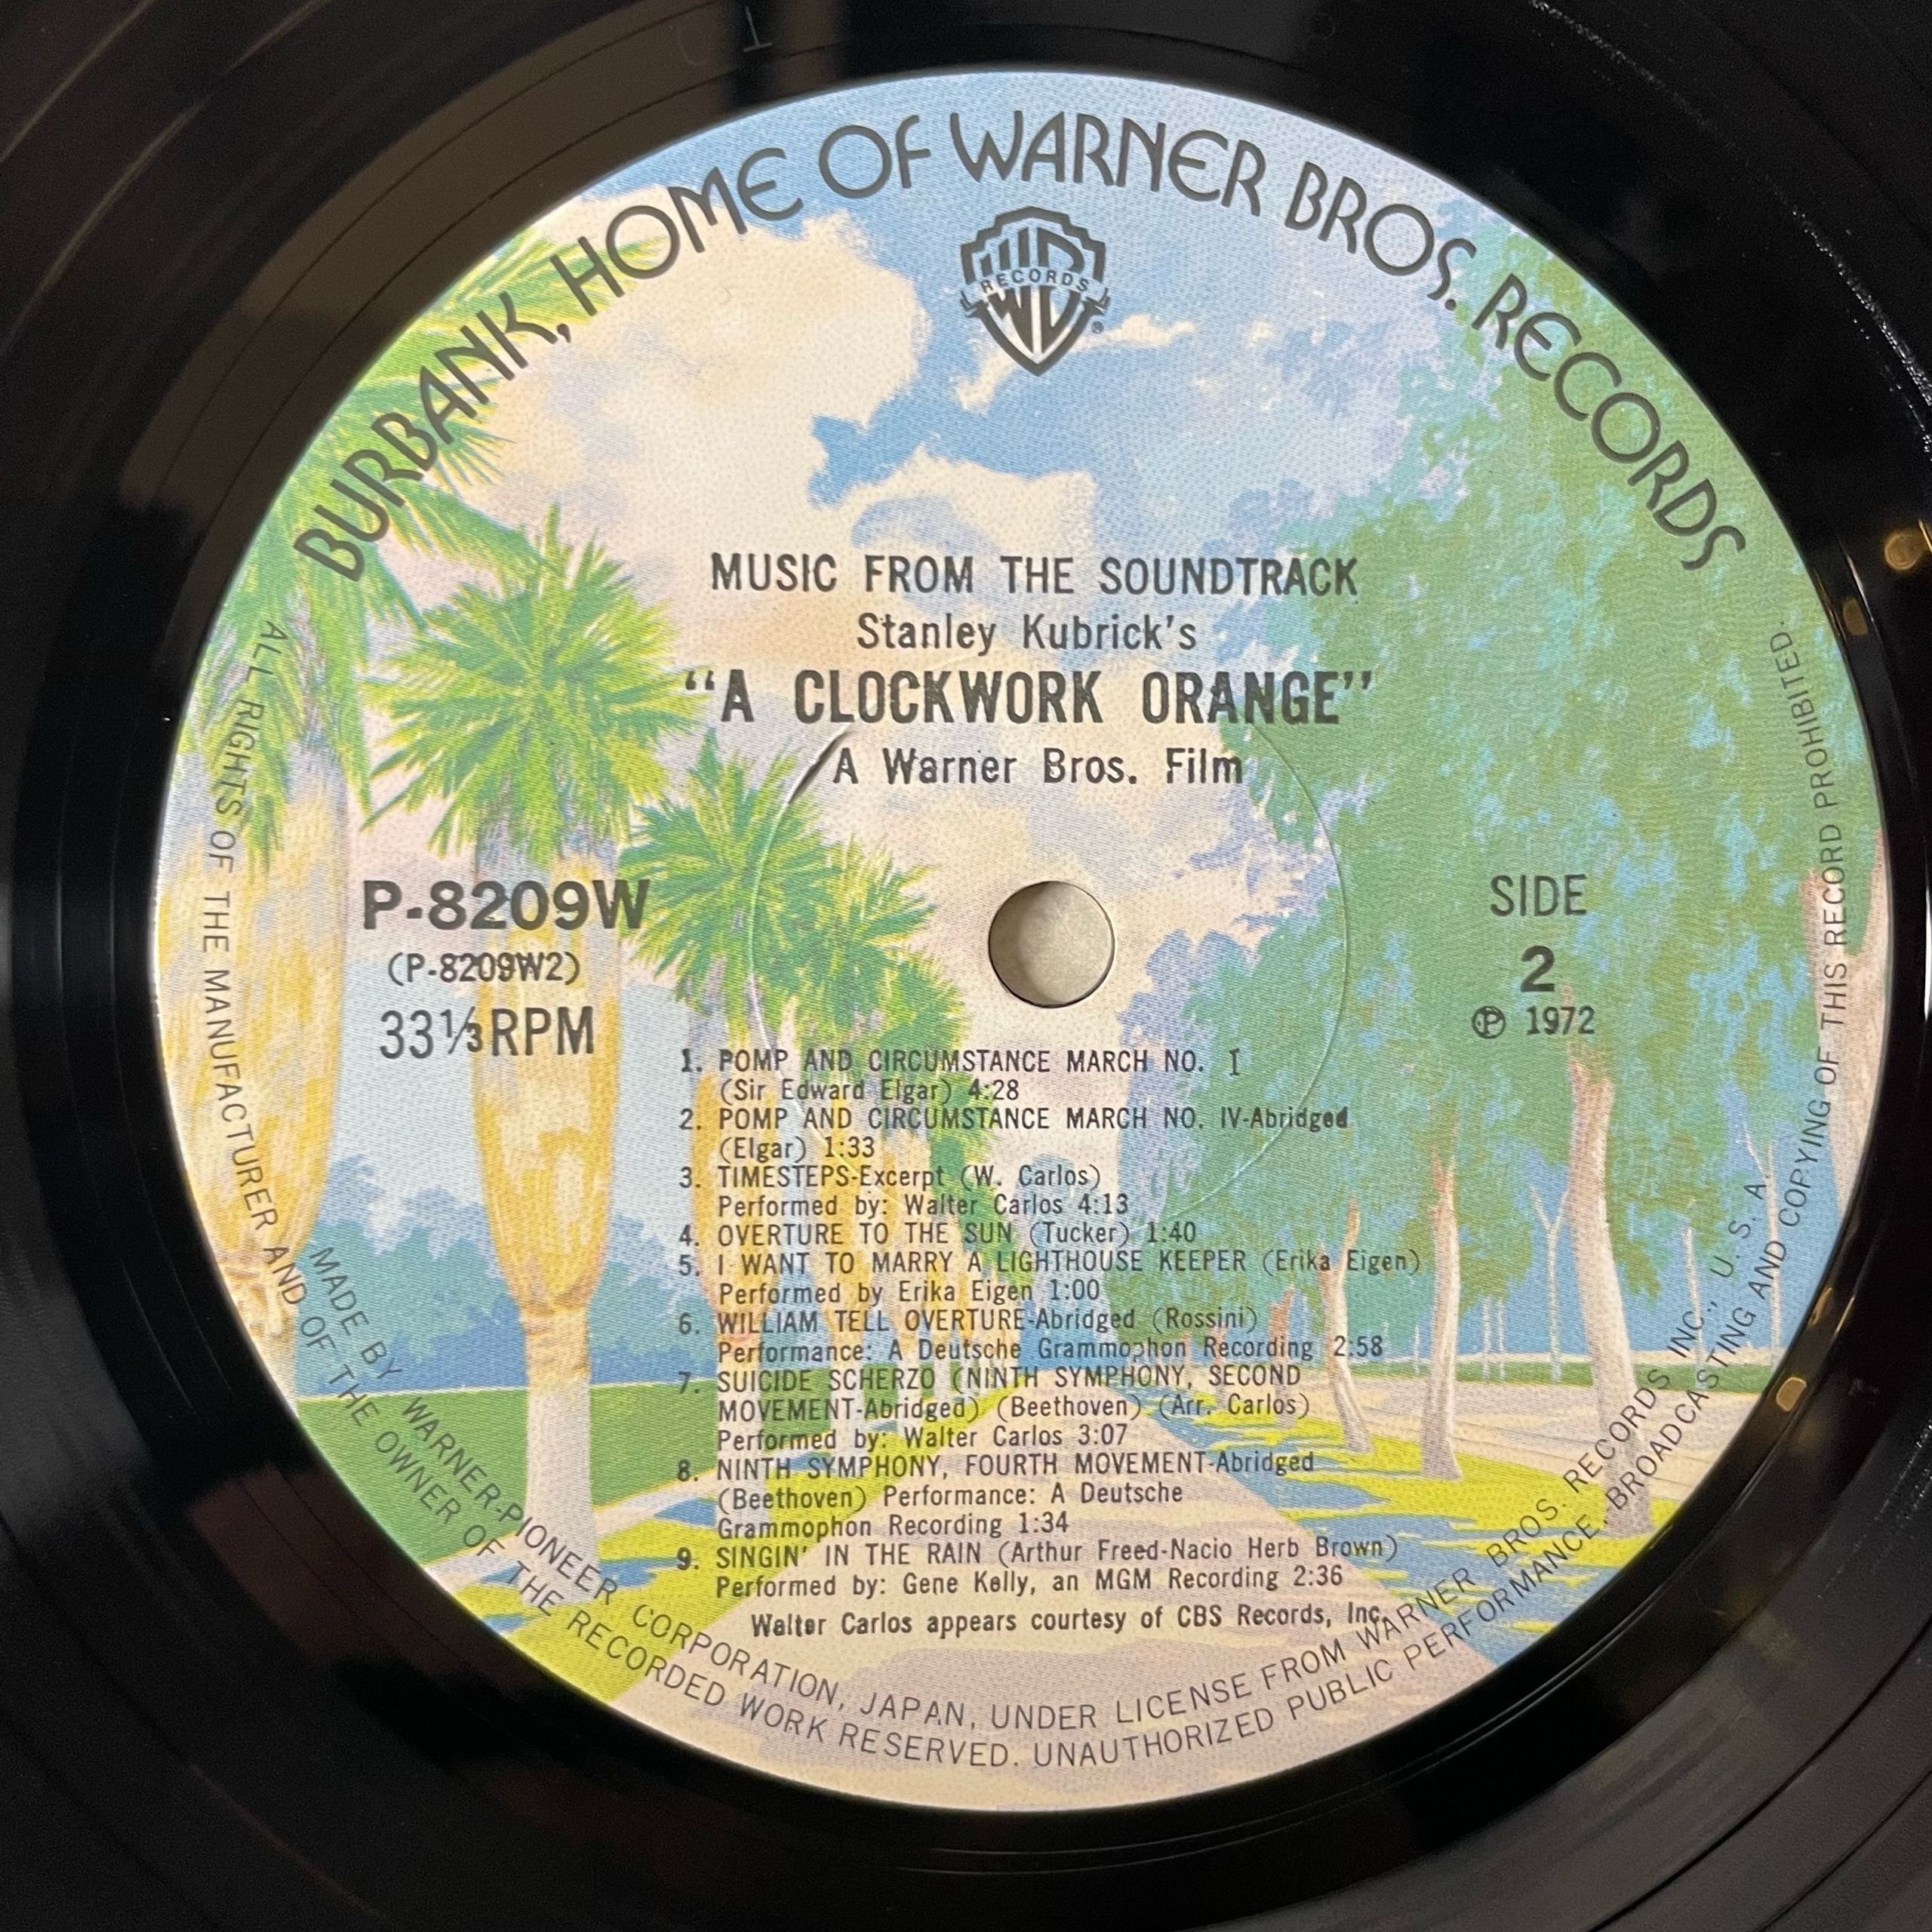 BURBANK, HOME OF WARNER BROS. RECORDS
WB
RECORDS
®
MUSIC FROM THE SOUNDTRACK
Stanley Kubrick's
“A CLOCKWORK ORANGE”
A Warner Bros. Film
P-8209W
(P-8209W2)
33⅓RPM
SIDE
2
℗ 1972
1. POMP AND CIRCUMSTANCE MARCH NO. I
(Sir Edward Elgar) 4:28
2. POMP AND CIRCUMSTANCE MARCH NO. IV-Abridged
(Elgar) 1:33
3. TIMESTEPS-Excerpt (W. Carlos)
Performed by: Walter Carlos 4:13
4. OVERTURE TO THE SUN (Tucker) 1:40
5. I WANT TO MARRY A LIGHTHOUSE KEEPER (Erika Eigen)
Performed by Erika Eigen 1:00
6. WILLIAM TELL OVERTURE-Abridged (Rossini)
Performance: A Deutsche Grammophon Recording 2:58
7. SUICIDE SCHERZO (NINTH SYMPHONY, SECOND
MOVEMENT-Abridged) (Beethoven) (Arr. Carlos)
Performed by: Walter Carlos 3:07
8. NINTH SYMPHONY, FOURTH MOVEMENT-Abridged
(Beethoven) Performance: A Deutsche
Grammophon Recording 1:34
9. SINGIN' IN THE RAIN (Arthur Freed-Nacio Herb Brown)
Performed by: Gene Kelly, an MGM Recording 2:36
Walter Carlos appears courtesy of CBS Records, Inc.
MADE BY WARNER-PIONEER CORPORATION, JAPAN, UNDER LICENSE FROM WARNER BROS. RECORDS INC., U. S. A.
ALL RIGHTS OF THE MANUFACTURER AND OF THE OWNER OF THE RECORDED WORK RESERVED. UNAUTHORIZED PUBLIC PERFORMANCE, BROADCASTING AND COPYING OF THIS RECORD PROHIBITED.